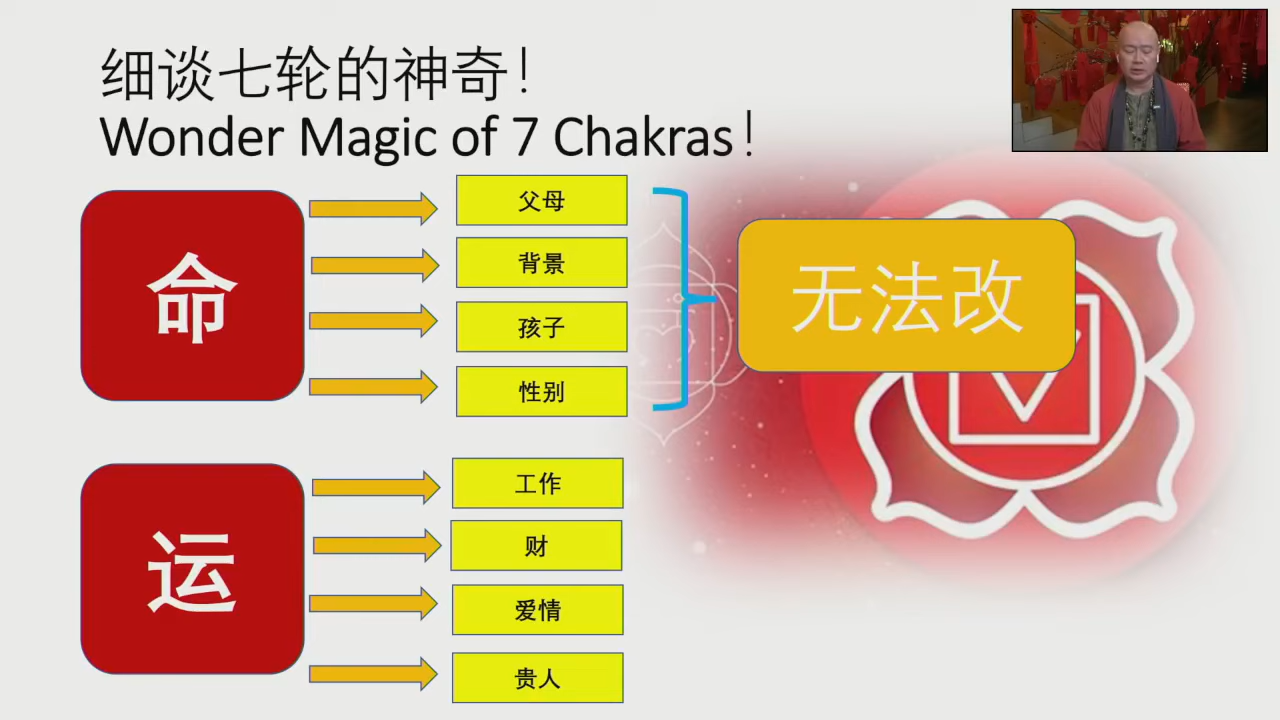 细谈七轮的神奇！
Wonder Magic of 7 Chakras！
命
父母
背景
孩子
性别
无法改
运
工作
财
爱情
贵人